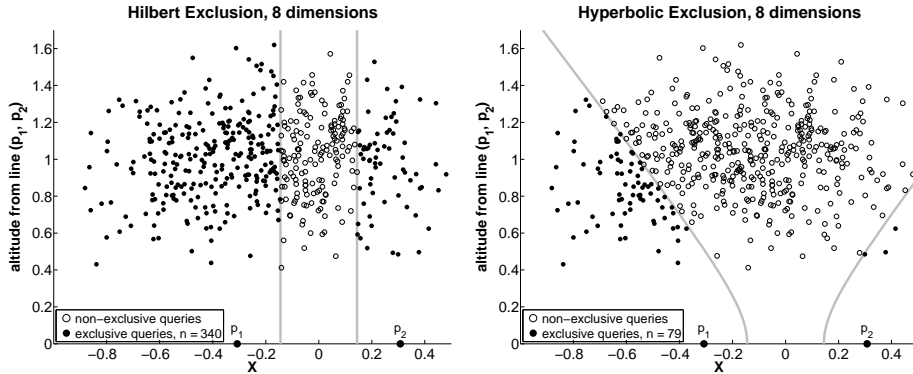 Hilbert Exclusion, 8 dimensions
altitude from line (p1, p2)
1.6
1.4
1.2
1
0.8
0.6
0.4
0.2
0
non−exclusive queries
exclusive queries, n = 340
p1
p2
−0.8
−0.6
−0.4
−0.2
0
0.2
0.4
X
Hyperbolic Exclusion, 8 dimensions
altitude from line (p1, p2)
1.6
1.4
1.2
1
0.8
0.6
0.4
0.2
0
non−exclusive queries
exclusive queries, n = 79
p1
p2
−0.8
−0.6
−0.4
−0.2
0
0.2
0.4
X